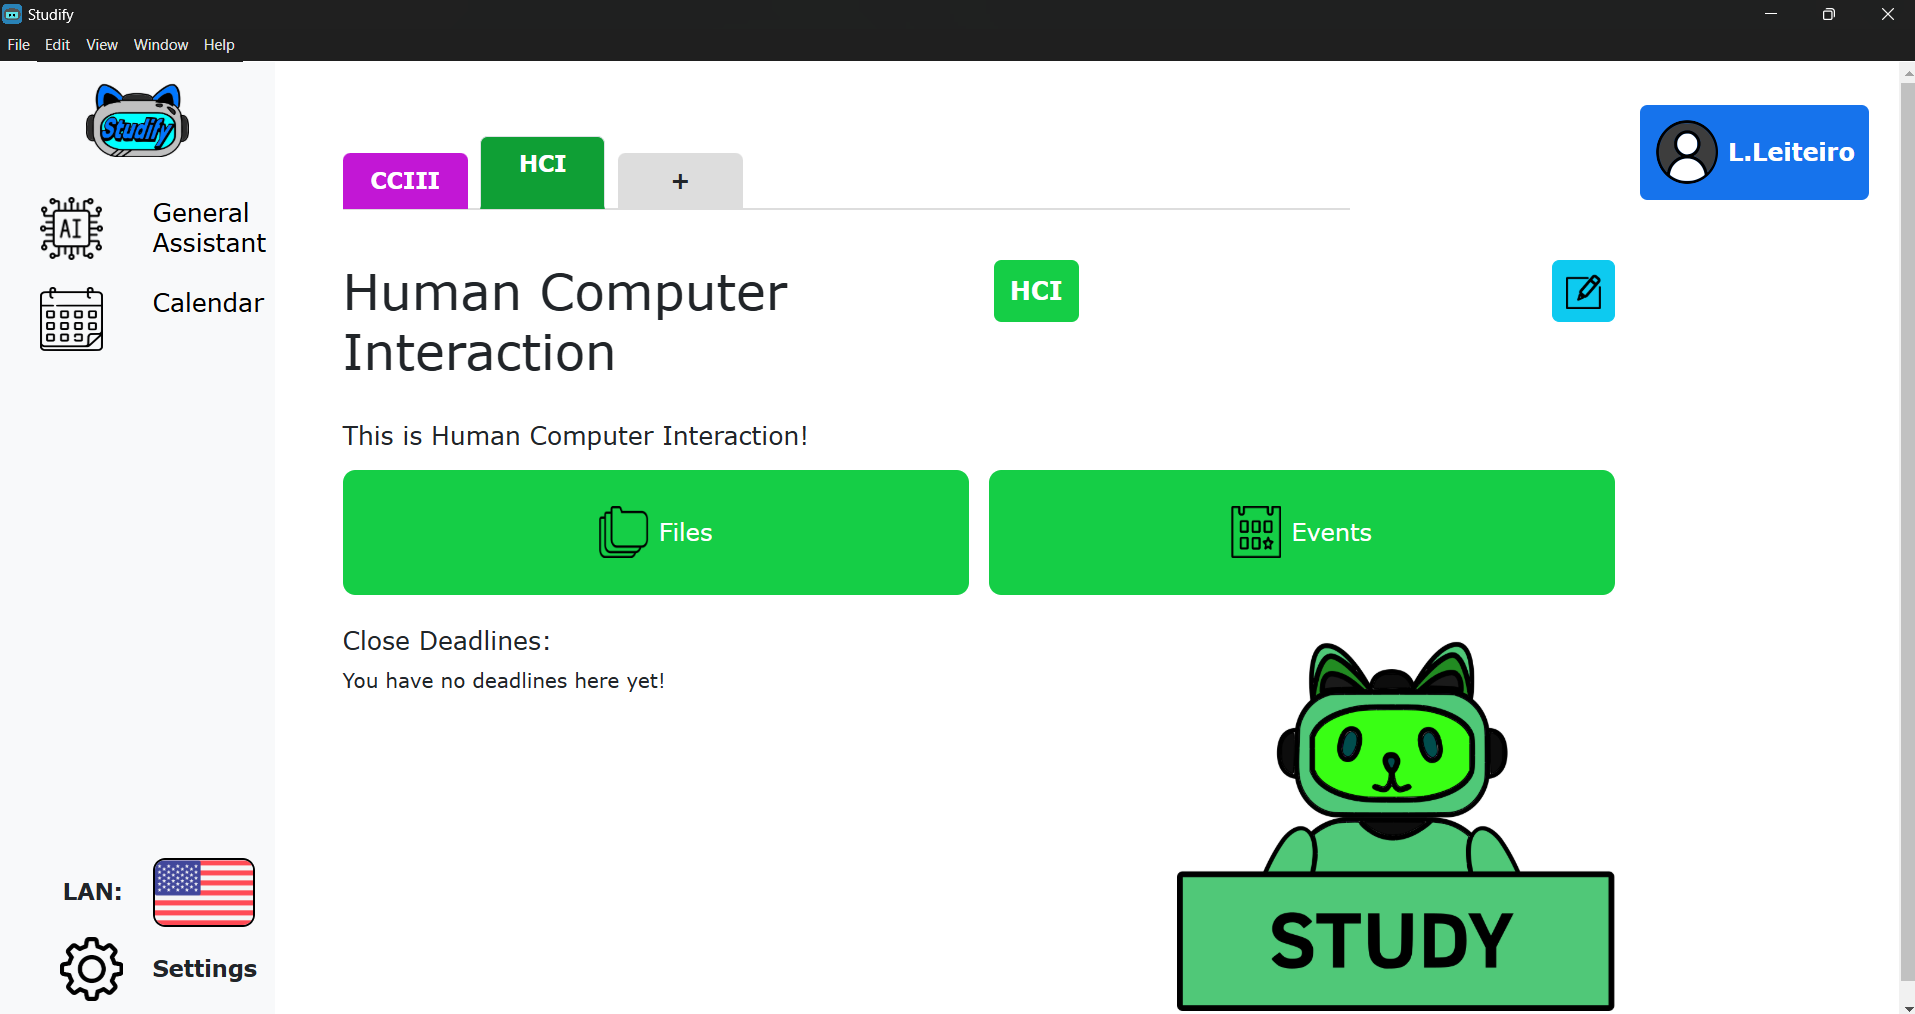 Studify
File Edit View Window Help
Studify
General
Assistant
Calendar
LAN:
Settings
CCIII
HCI
+
L.Leiteiro
Human Computer
Interaction
HCI
This is Human Computer Interaction!
Files
Events
Close Deadlines:
You have no deadlines here yet!
STUDY
AI